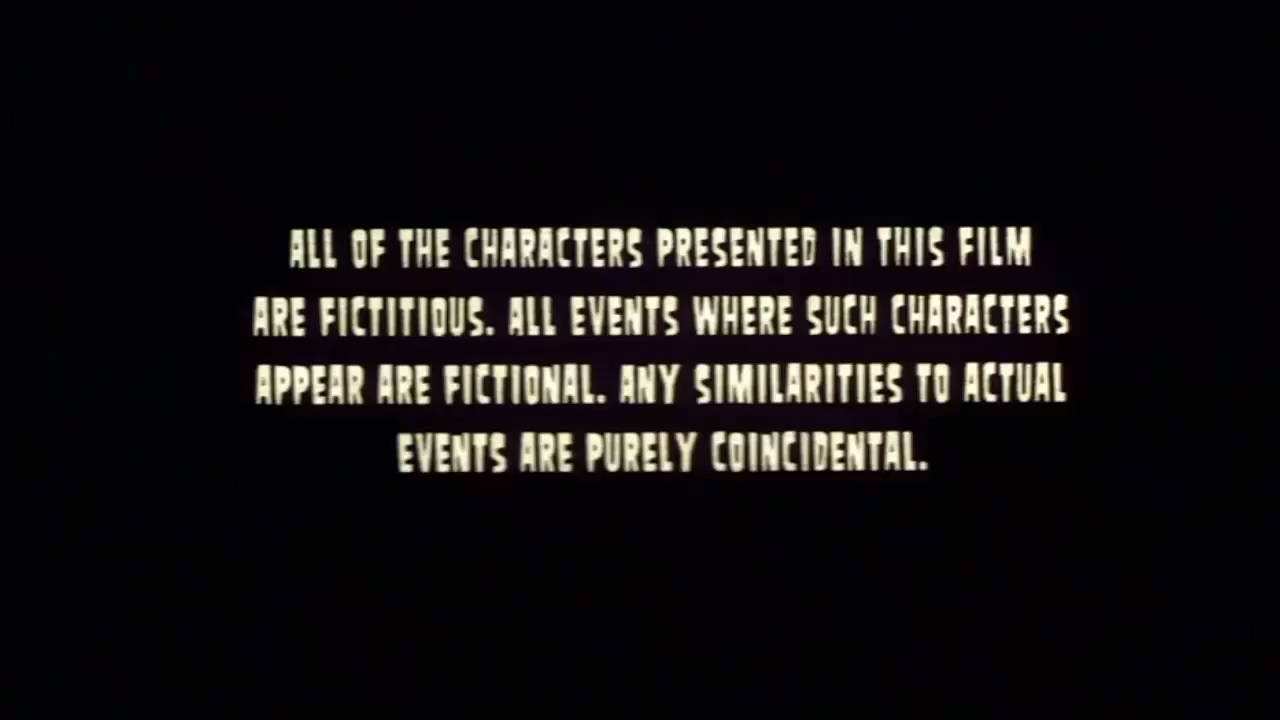 ALL OF THE CHARACTERS PRESENTED IN THIS FILM
ARE FICTITIOUS. ALL EVENTS WHERE SUCH CHARACTERS
APPEAR ARE FICTIONAL. ANY SIMILARITIES TO ACTUAL
EVENTS ARE PURELY COINCIDENTAL.